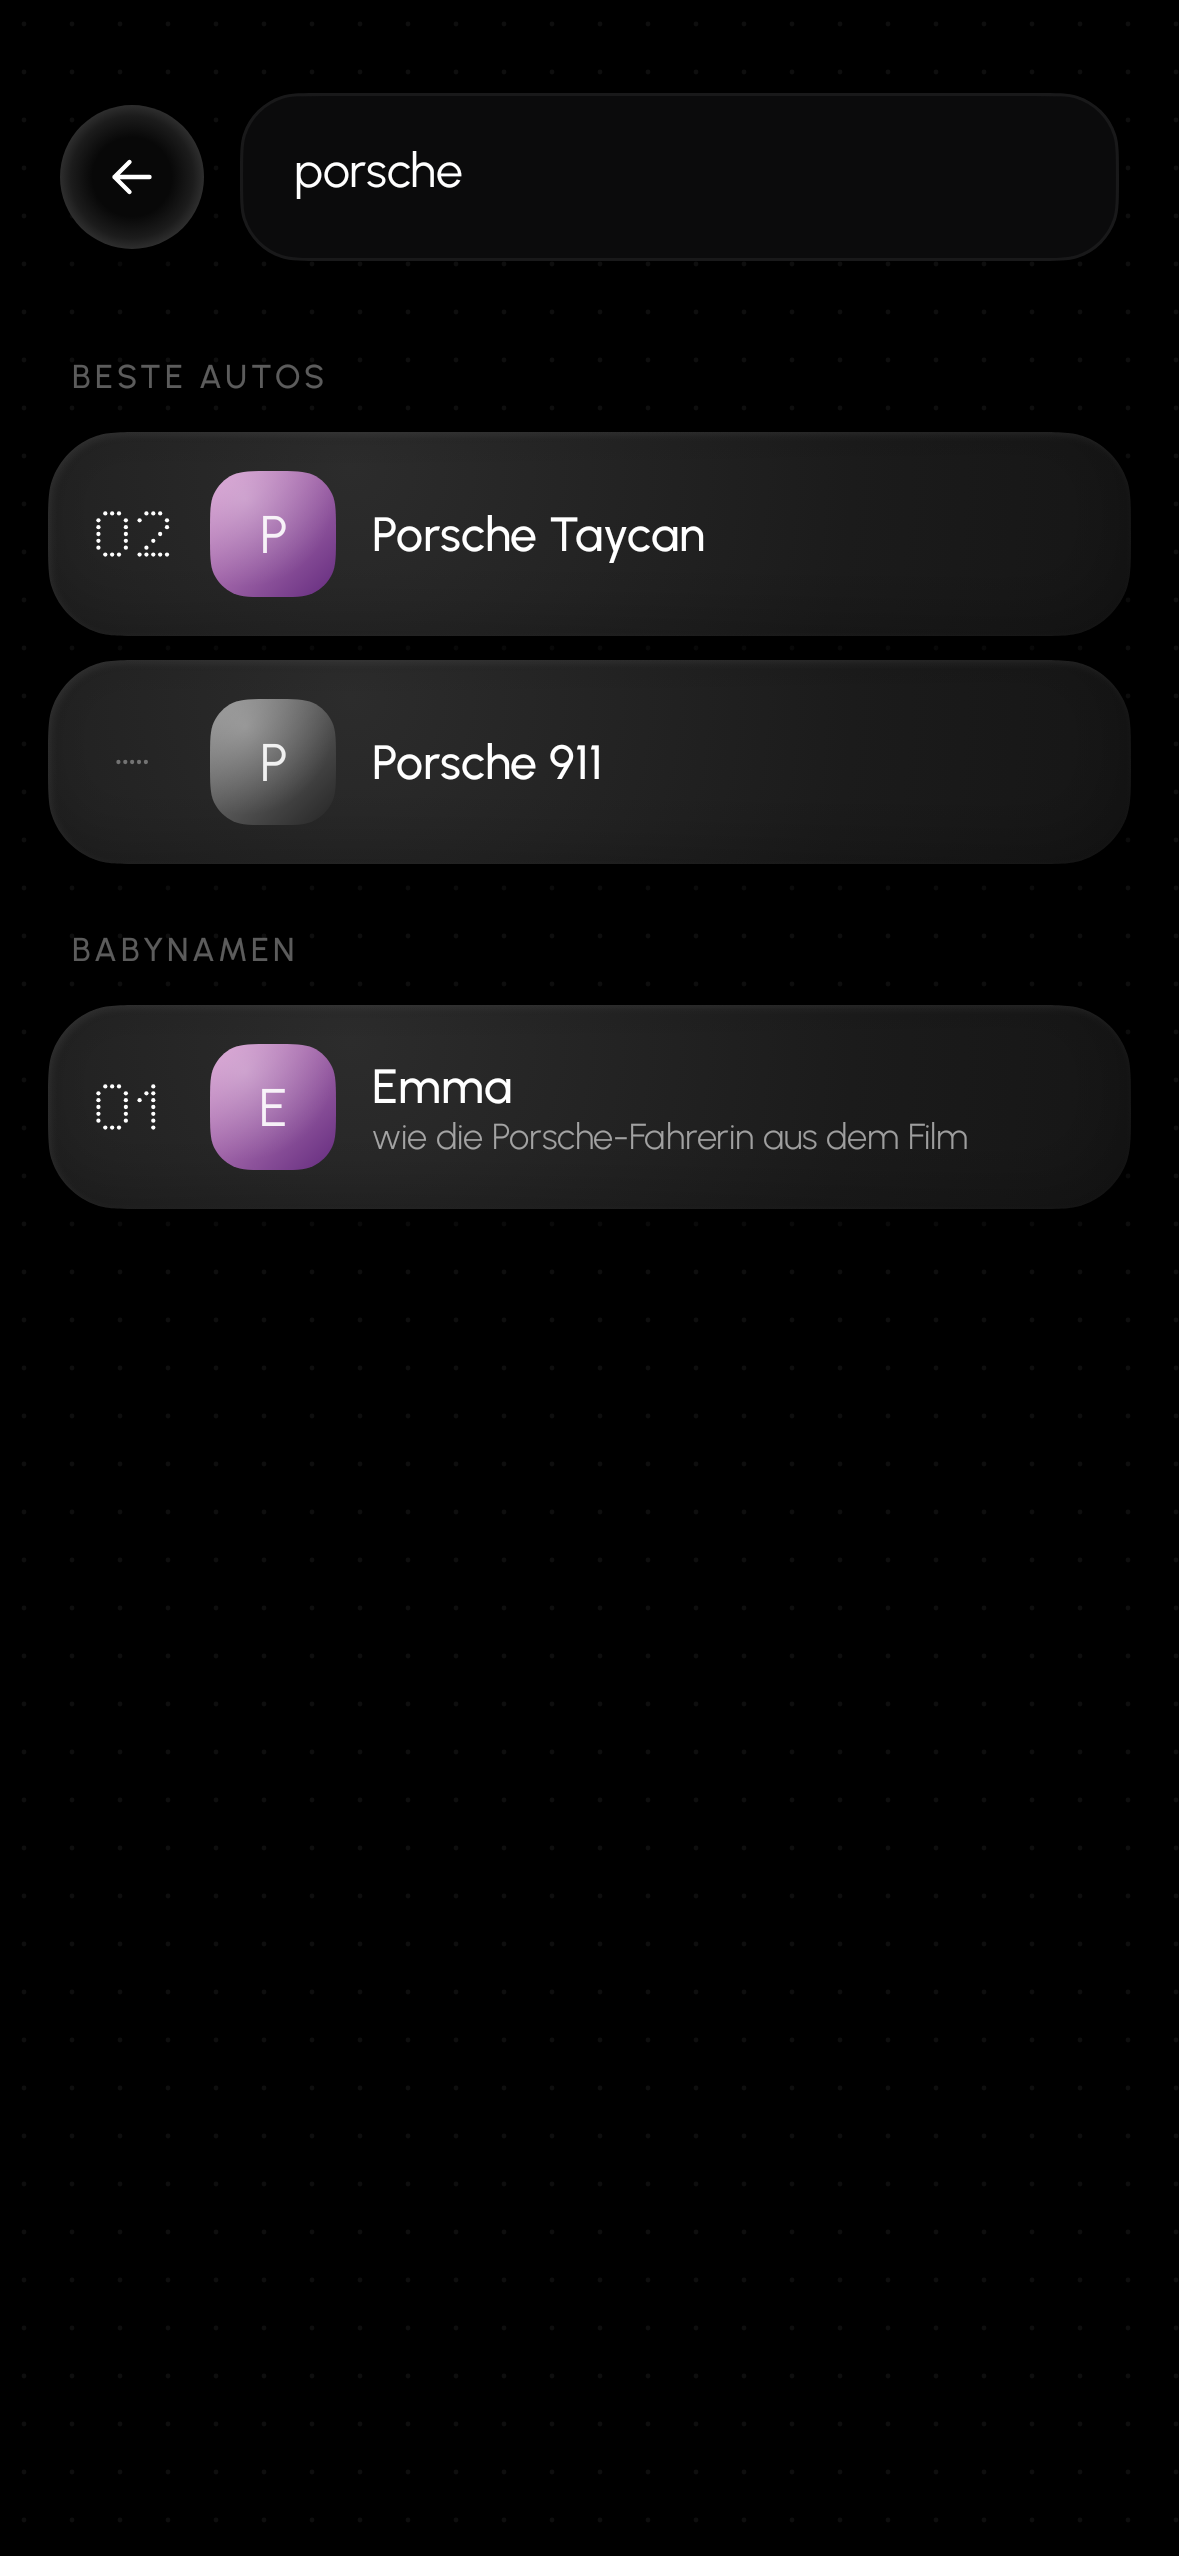 porsche
BESTE AUTOS
02
P
Porsche Taycan
P
Porsche 911
BABYNAMEN
01
E
Emma
wie die Porsche-Fahrerin aus dem Film